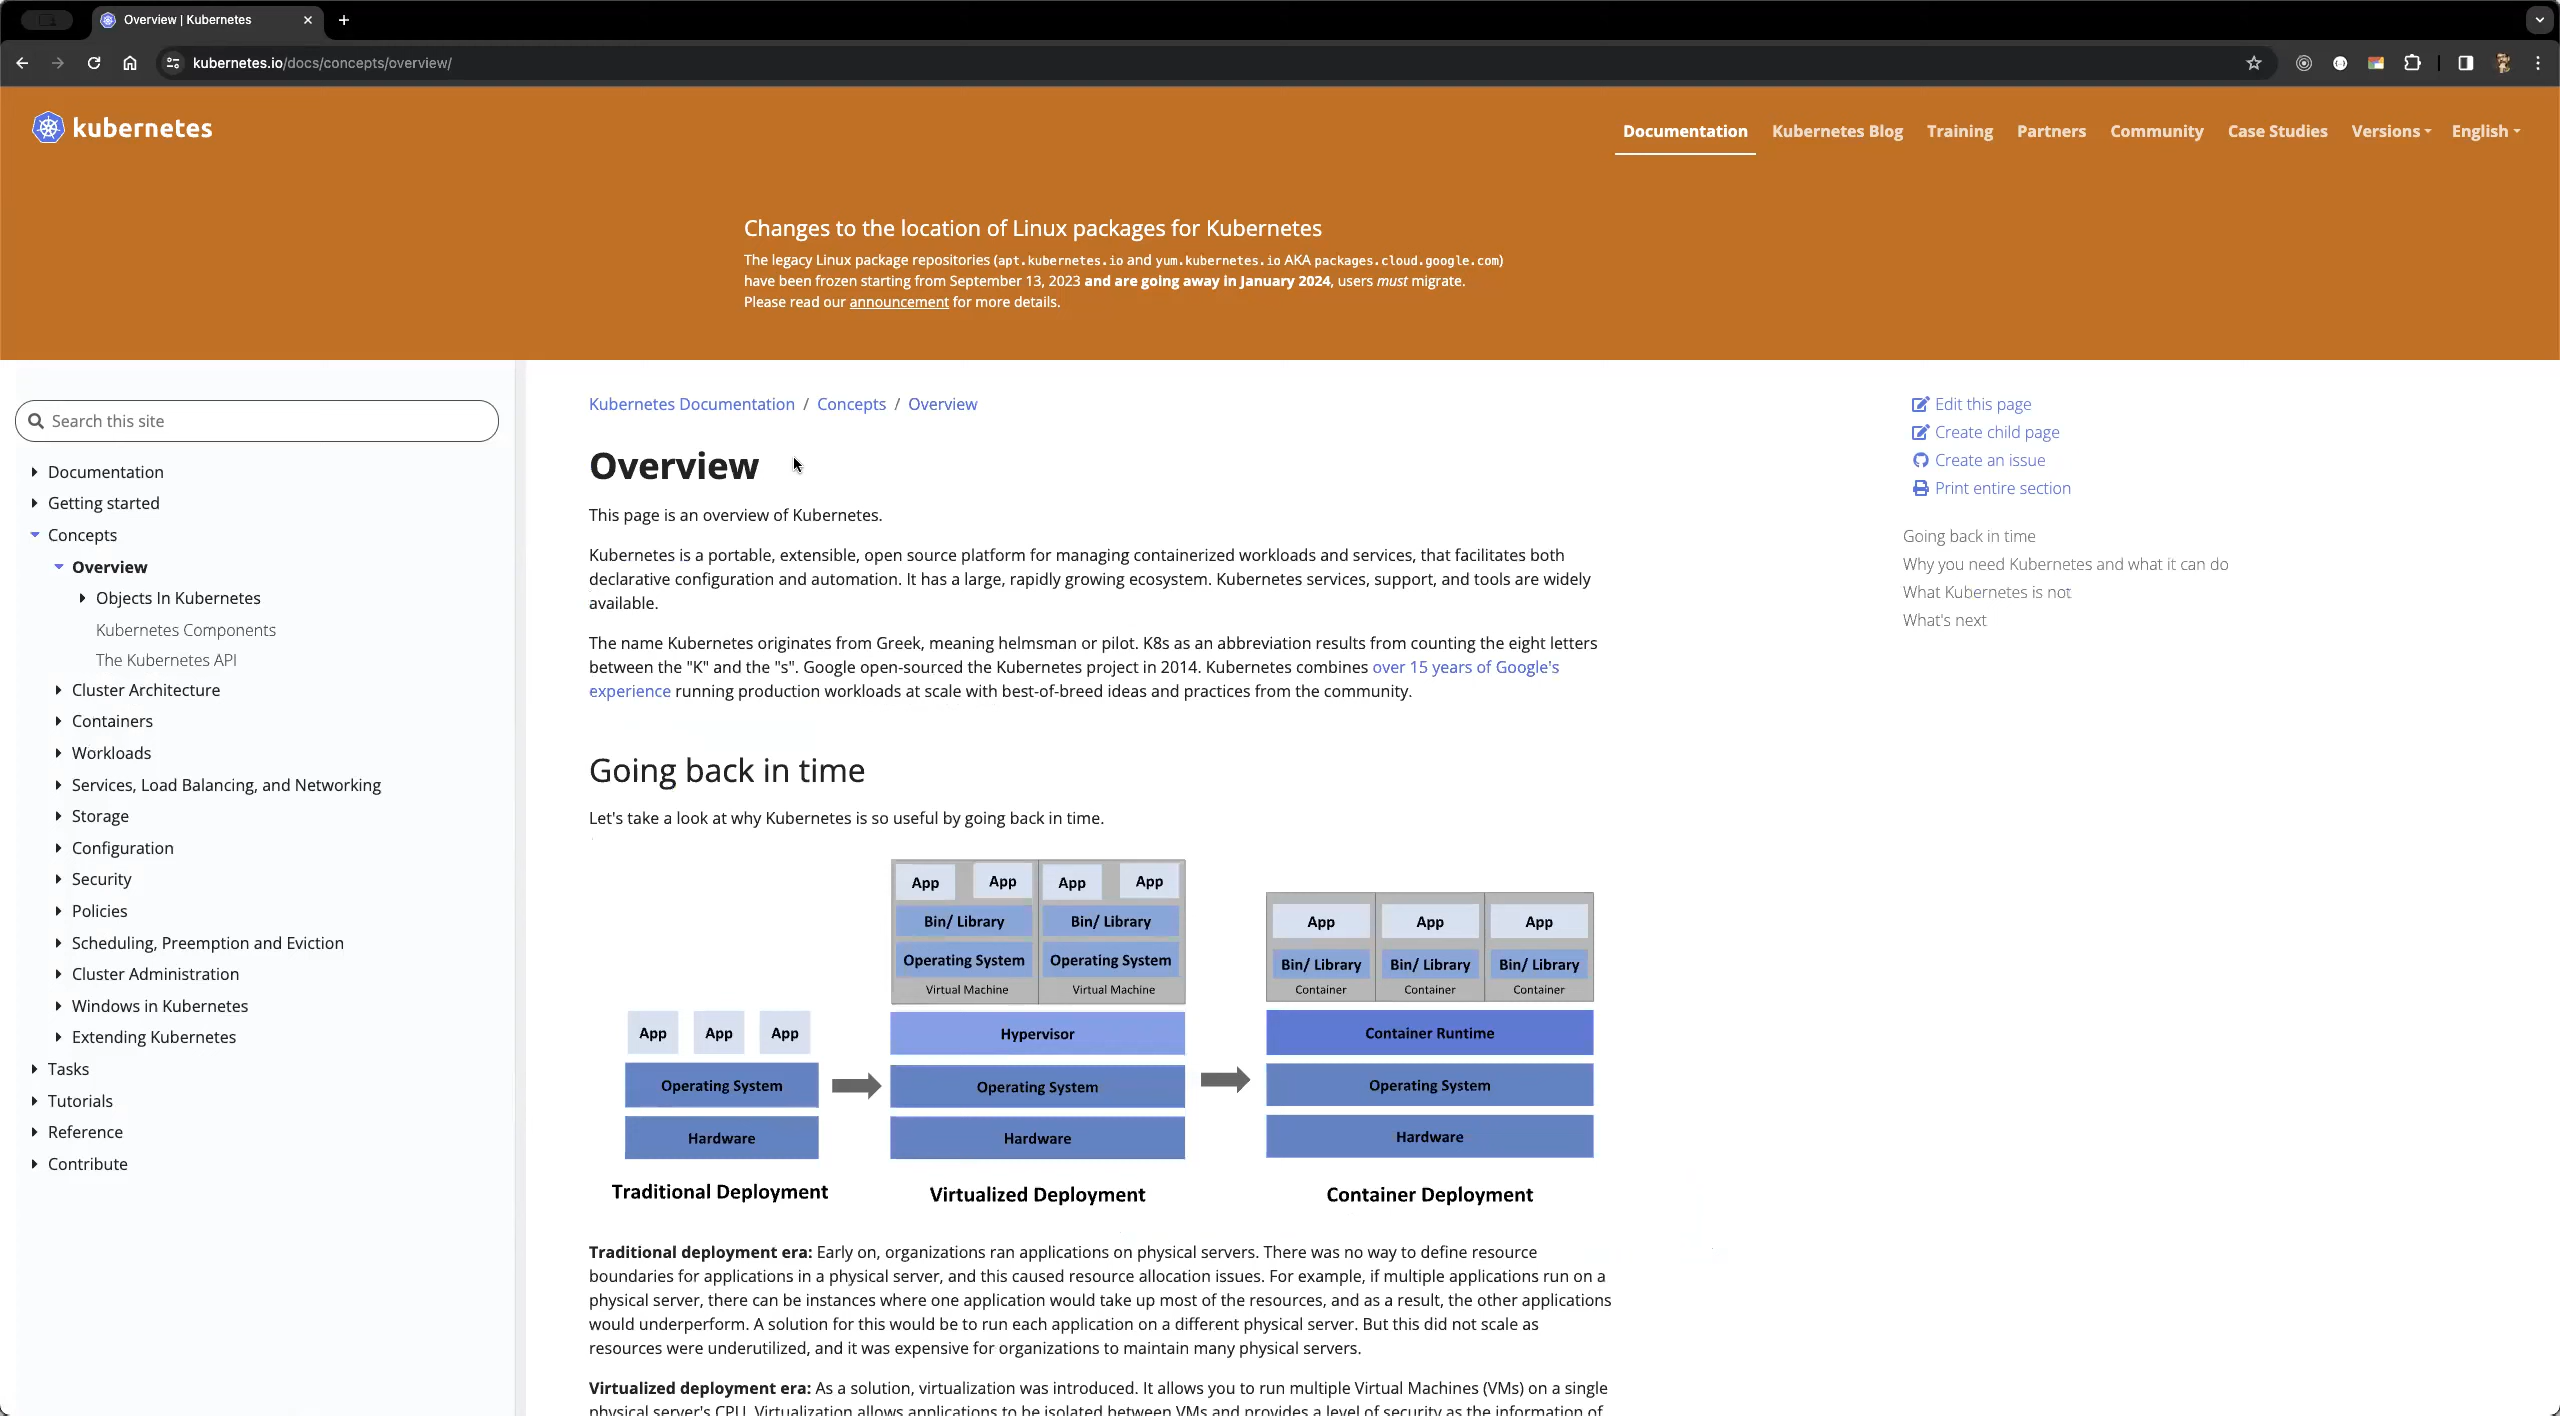 Overview | Kubernetes
kubernetes.io/docs/concepts/overview/
kubernetes
Documentation Kubernetes Blog Training Partners Community Case Studies Versions English
Changes to the location of Linux packages for Kubernetes
The legacy Linux package repositories (apt.kubernetes.io and yum.kubernetes.io AKA packages.cloud.google.com)
have been frozen starting from September 13, 2023 and are going away in January 2024, users must migrate.
Please read our announcement for more details.
Search this site
Documentation
Getting started
Concepts
Overview
Objects In Kubernetes
Kubernetes Components
The Kubernetes API
Cluster Architecture
Containers
Workloads
Services, Load Balancing, and Networking
Storage
Configuration
Security
Policies
Scheduling, Preemption and Eviction
Cluster Administration
Windows in Kubernetes
Extending Kubernetes
Tasks
Tutorials
Reference
Contribute
Kubernetes Documentation / Concepts / Overview
Overview
This page is an overview of Kubernetes.
Kubernetes is a portable, extensible, open source platform for managing containerized workloads and services, that facilitates both
declarative configuration and automation. It has a large, rapidly growing ecosystem. Kubernetes services, support, and tools are widely
available.
The name Kubernetes originates from Greek, meaning helmsman or pilot. K8s as an abbreviation results from counting the eight letters
between the "K" and the "s". Google open-sourced the Kubernetes project in 2014. Kubernetes combines over 15 years of Google's
experience running production workloads at scale with best-of-breed ideas and practices from the community.
Going back in time
Let's take a look at why Kubernetes is so useful by going back in time.
App App App
Operating System
Hardware
Traditional Deployment
App App App App
Bin/ Library Bin/ Library
Operating System Operating System
Virtual Machine Virtual Machine
Hypervisor
Operating System
Hardware
Virtualized Deployment
App App App
Bin/ Library Bin/ Library Bin/ Library
Container Container Container
Container Runtime
Operating System
Hardware
Container Deployment
Traditional deployment era: Early on, organizations ran applications on physical servers. There was no way to define resource
boundaries for applications in a physical server, and this caused resource allocation issues. For example, if multiple applications run on a
physical server, there can be instances where one application would take up most of the resources, and as a result, the other applications
would underperform. A solution for this would be to run each application on a different physical server. But this did not scale as
resources were underutilized, and it was expensive for organizations to maintain many physical servers.
Virtualized deployment era: As a solution, virtualization was introduced. It allows you to run multiple Virtual Machines (VMs) on a single
physical server's CPU. Virtualization allows applications to be isolated between VMs and provides a level of security as the information of
Edit this page
Create child page
Create an issue
Print entire section
Going back in time
Why you need Kubernetes and what it can do
What Kubernetes is not
What's next